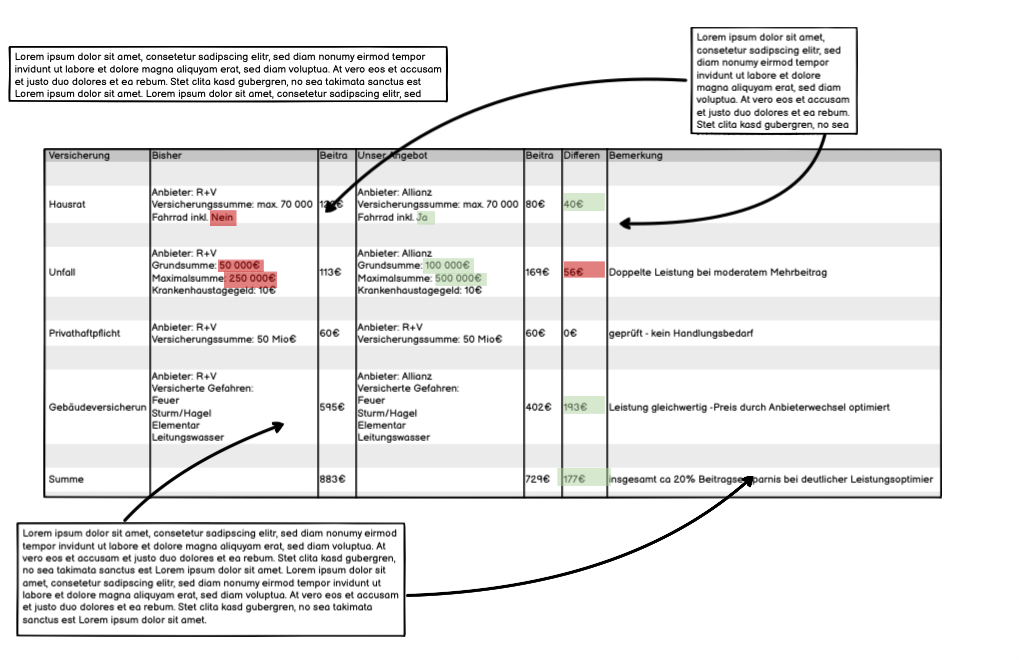 Lorem ipsum dolor sit amet,
consetetur sadipscing elitr, sed
diam nonumy eirmod tempor
invidunt ut labore et dolore
magna aliquyam erat, sed diam
voluptua. At vero eos et accusam
et justo duo dolores et ea rebum.
Stet clita kasd gubergren, no sea
Lorem ipsum dolor sit amet, consetetur sadipscing elitr, sed diam nonumy eirmod tempor
invidunt ut labore et dolore magna aliquyam erat, sed diam voluptua. At vero eos et accusam
et justo duo dolores et ea rebum. Stet clita kasd gubergren, no sea takimata sanctus est
Lorem ipsum dolor sit amet. Lorem ipsum dolor sit amet, consetetur sadipscing elitr, sed
Versicherung Bisher Beitra Unser Angebot Beitra Differen Bemerkung
Hausrat
Anbieter: R+V
Versicherungssumme: max. 70 000
Fahrrad inkl. Nein
Anbieter: Allianz
Versicherungssumme: max. 70 000
Fahrrad inkl. Ja
80€
40€
Unfall
Anbieter: R+V
Grundsumme: 50 000€
Maximalsumme: 250 000€
Krankenhaustagegeld: 10€
113€
Anbieter: Allianz
Grundsumme: 100 000€
Maximalsumme: 500 000€
Krankenhaustagegeld: 10€
169€
56€
Doppelte Leistung bei moderatem Mehrbeitrag
Privathaftpflicht
Anbieter: R+V
Versicherungssumme: 50 Mio€
60€
Anbieter: R+V
Versicherungssumme: 50 Mio€
60€
0€
geprüft - kein Handlungsbedarf
Gebäudeversicherun
Anbieter: R+V
Versicherte Gefahren:
Feuer
Sturm/Hagel
Elementar
Leitungswasser
595€
Anbieter: Allianz
Versicherte Gefahren:
Feuer
Sturm/Hagel
Elementar
Leitungswasser
402€
193€
Leistung gleichwertig -Preis durch Anbieterwechsel optimiert
Summe
883€
729€
177€
insgesamt ca 20% bei deutlicher Leistungsoptimier
Lorem ipsum dolor sit amet, consetetur sadipscing elitr, sed diam nonumy eirmod
tempor invidunt ut labore et dolore magna aliquyam erat, sed diam voluptua. At
vero eos et accusam et justo duo dolores et ea rebum. Stet clita kasd gubergren,
no sea takimata sanctus est Lorem ipsum dolor sit amet. Lorem ipsum dolor sit
amet, consetetur sadipscing elitr, sed diam nonumy eirmod tempor invidunt ut
labore et dolore magna aliquyam erat, sed diam voluptua. At vero eos et accusam
et justo duo dolores et ea rebum. Stet clita kasd gubergren, no sea takimata
sanctus est Lorem ipsum dolor sit amet.